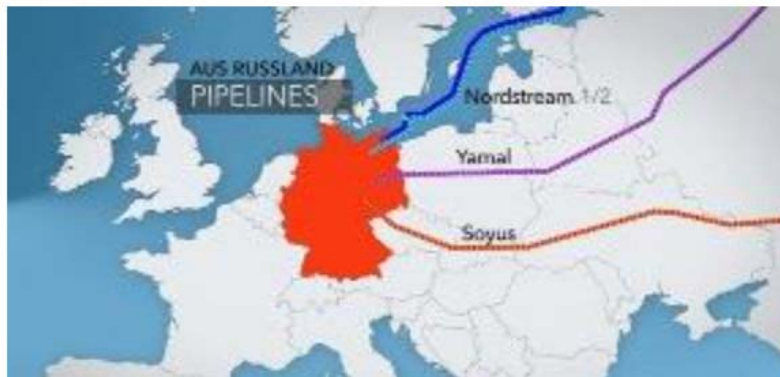 AUS RUSSLAND
PIPELINES
Nordstream 1/2
Yamal
Soyus